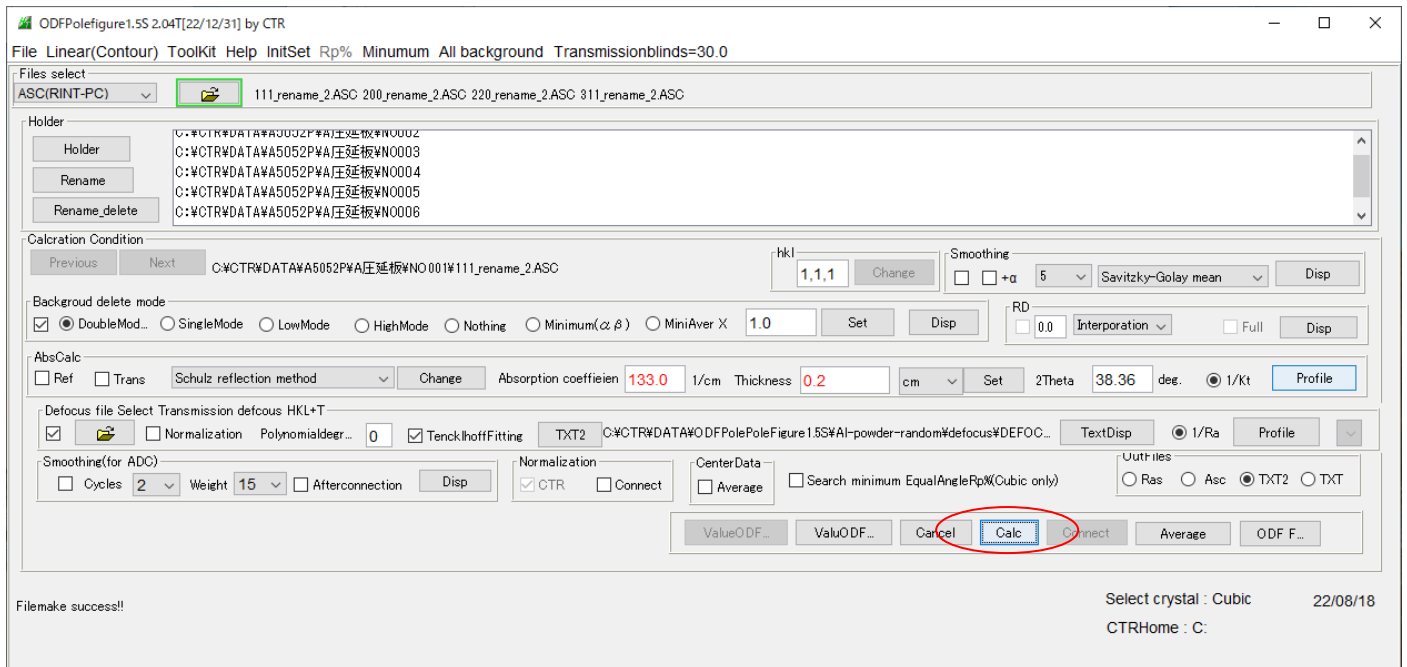 ODFPolefigure1.5S 2.04T[22/12/31] by CTR
File Linear(Contour) ToolKit Help InitSet Rp% Minumum All background Transmissionblinds=30.0
Files select
ASC(RINT-PC) 111_rename_2.ASC 200_rename_2.ASC 220_rename_2.ASC 311_rename_2.ASC
Holder
C:¥CTR¥DATA¥A5052P¥A圧延板¥NO002
Holder C:¥CTR¥DATA¥A5052P¥A圧延板¥NO003
C:¥CTR¥DATA¥A5052P¥A圧延板¥NO004
Rename
C:¥CTR¥DATA¥A5052P¥A圧延板¥NO005
Rename_delete C:¥CTR¥DATA¥A5052P¥A圧延板¥NO006
Calcration Condition
Previous Next C:¥CTR¥DATA¥A5052P¥A圧延板¥NO001¥111_rename_2.ASC
hkl
1,1,1 Change
Smoothing
+α 5 Savitzky-Golay mean Disp
Backgroud delete mode
DoubleMod... SingleMode LowMode HighMode Nothing Minimum(αβ) MiniAver X 1.0 Set Disp
RD
0.0 Interporation Full Disp
AbsCalc
Ref Trans Schulz reflection method Change Absorption coeffieien 133.0 1/cm Thickness 0.2 cm Set 2Theta 38.36 deg. 1/Kt Profile
Defocus file Select Transmission defcous HKL+T
Normalization Polynomialdegr... 0 TencklhoffFitting TXT2 C:¥CTR¥DATA¥ODFPolePoleFigure1.5S¥Al-powder-random¥defocus¥DEFOC... TextDisp 1/Ra Profile
Smoothing(for ADC)
Cycles 2 Weight 15 Afterconnection Disp
Normalization
CTR Connect
CenterData
Average
Search minimum EqualAngleRp%(Cubic only)
OutFiles
Ras Asc TXT2 TXT
ValueODF... ValuODF... Cancel Calc Connect Average ODF F...
Filemake success!!
Select crystal : Cubic 22/08/18
CTRHome : C: